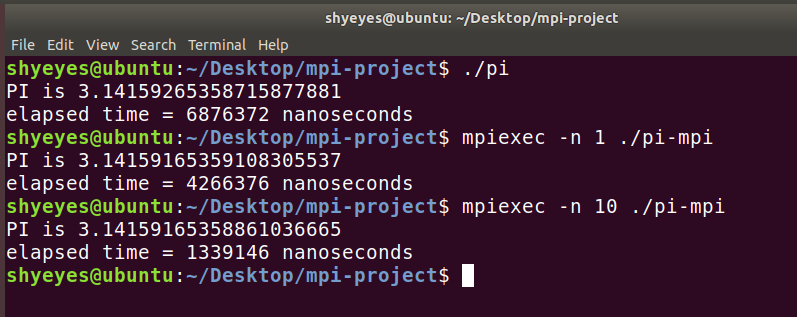 shyeyes@ubuntu: ~/Desktop/mpi-project
File Edit View Search Terminal Help
shyeyes@ubuntu:~/Desktop/mpi-project$ ./pi
PI is 3.14159265358715877881
elapsed time = 6876372 nanoseconds
shyeyes@ubuntu:~/Desktop/mpi-project$ mpiexec -n 1 ./pi-mpi
PI is 3.14159165359108305537
elapsed time = 4266376 nanoseconds
shyeyes@ubuntu:~/Desktop/mpi-project$ mpiexec -n 10 ./pi-mpi
PI is 3.14159165358861036665
elapsed time = 1339146 nanoseconds
shyeyes@ubuntu:~/Desktop/mpi-project$